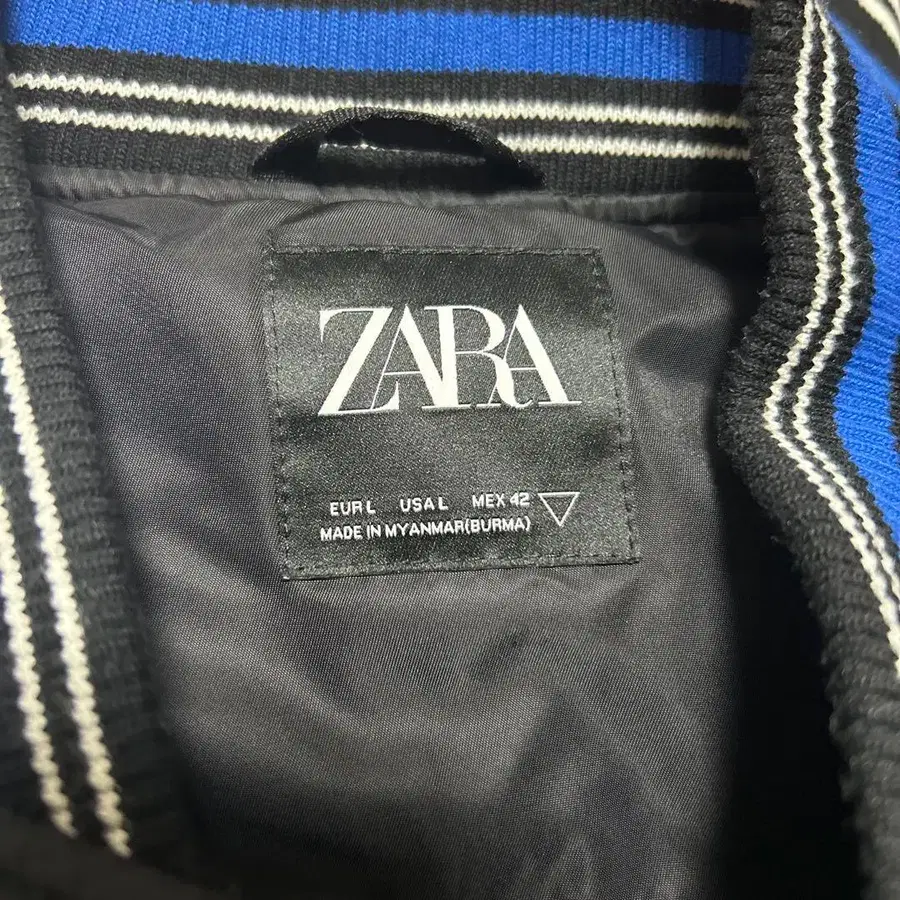 ZARA
EUR L USA L MEX 42
MADE IN MYANMAR(BURMA)